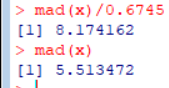 > mad(x)/0.6745
[1] 8.174162
> mad(x)
[1] 5.513472
>